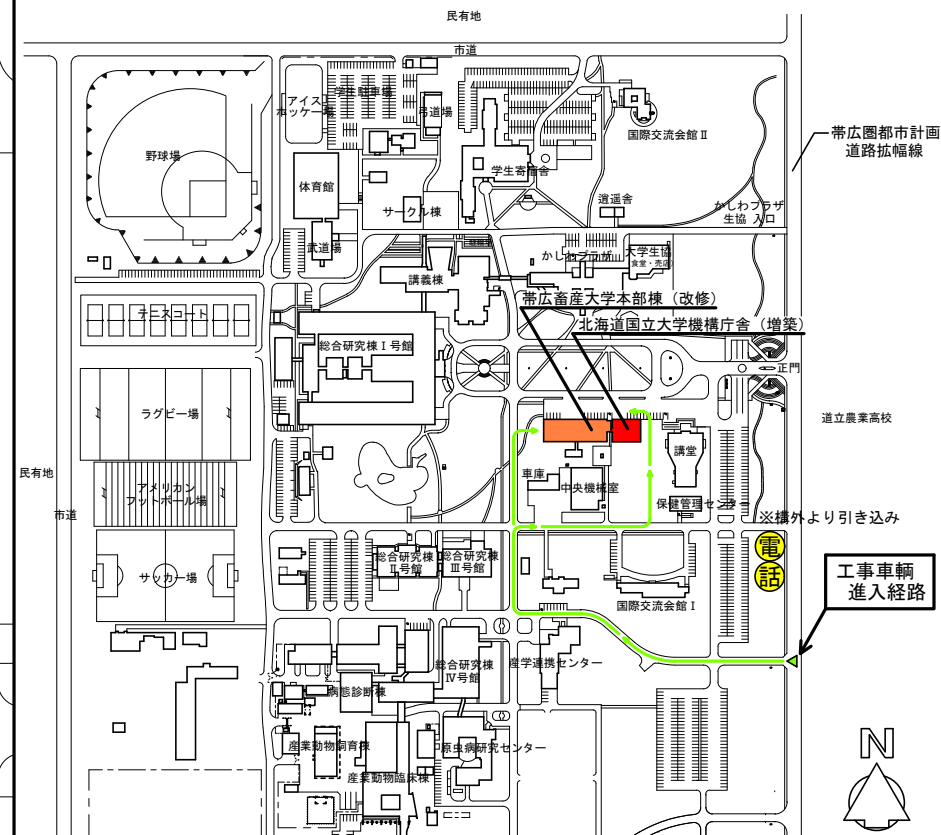 民有地
市道
学生駐車場
アイス
ホッケー場
弓道場
国際交流会館Ⅱ
帯広圏都市計画
道路拡幅線
野球場
体育館
学生寄宿舎
サークル棟
逍遥舎
かしわプラザ
生協 入口
武道場
かしわプラザ
大学生協
(食堂・売店)
講義棟
帯広畜産大学本部棟（改修）
北海道国立大学機構庁舎（増築）
テニスコート
総合研究棟Ⅰ号館
正門
ラグビー場
道立農業高校
講堂
民有地
車庫
中央機械室
アメリカン
フットボール場
保健管理センター
市道
※構外より引き込み
電
話
総合研究棟
Ⅱ号館
総合研究棟
Ⅲ号館
サッカー場
工事車輌
進入経路
国際交流会館Ⅰ
総合研究棟
Ⅳ号館
産学連携センター
病態診断棟
産業動物飼育棟
原虫病研究センター
産業動物臨床棟
N